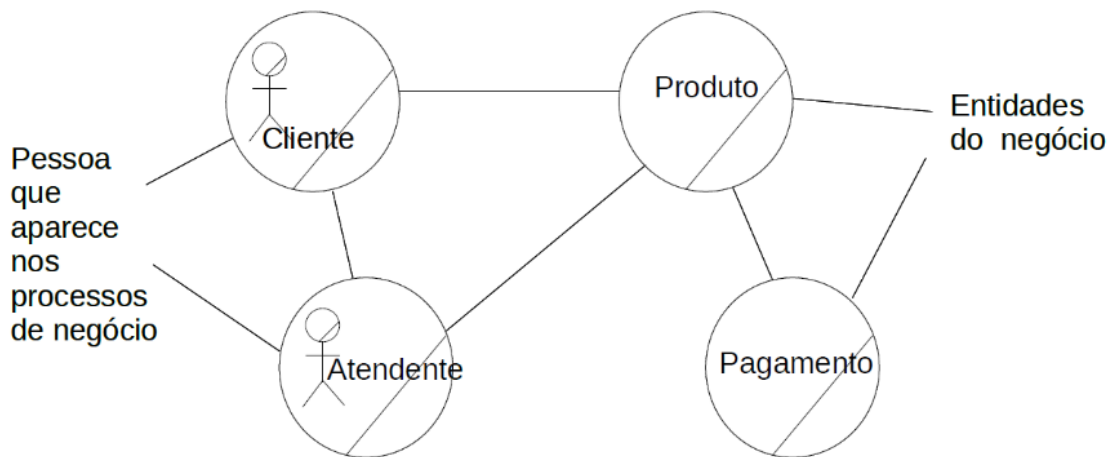 Pessoa
que
aparece
nos
processos
de negócio
Cliente
Atendente
Produto
Pagamento
Entidades
do negócio